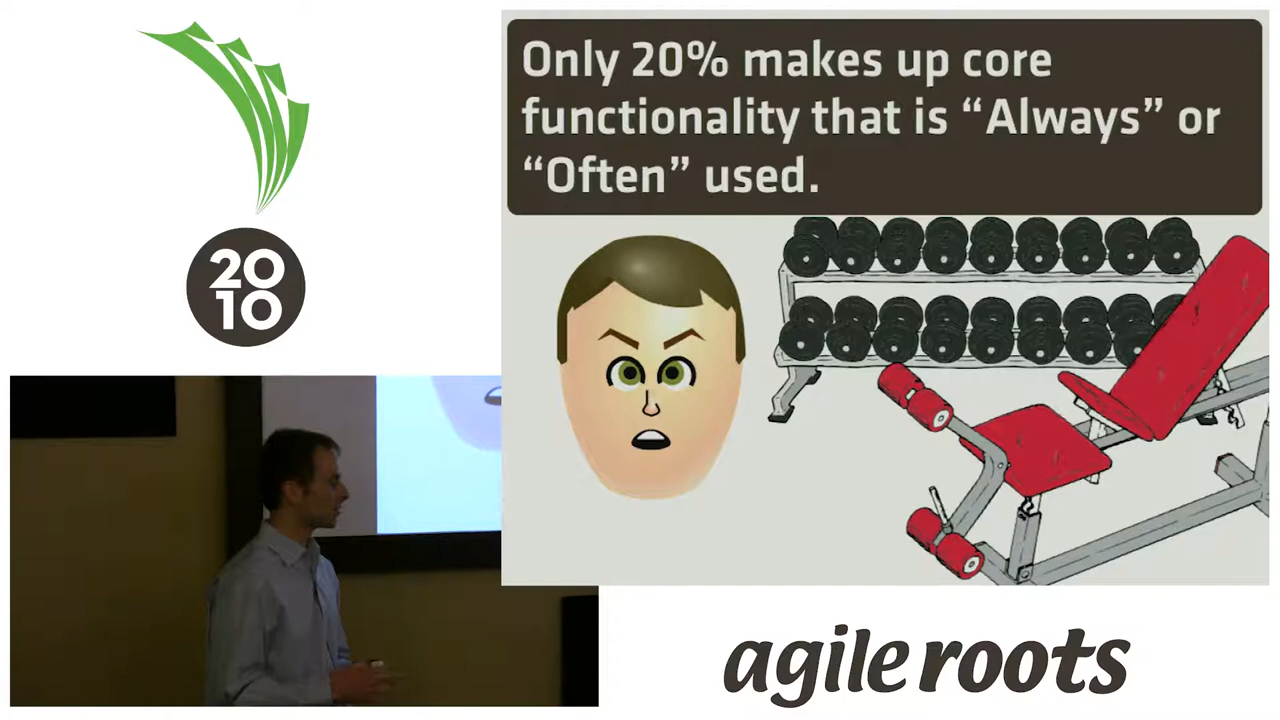 Only 20% makes up core
functionality that is “Always” or
“Often” used.
20
10
agile roots